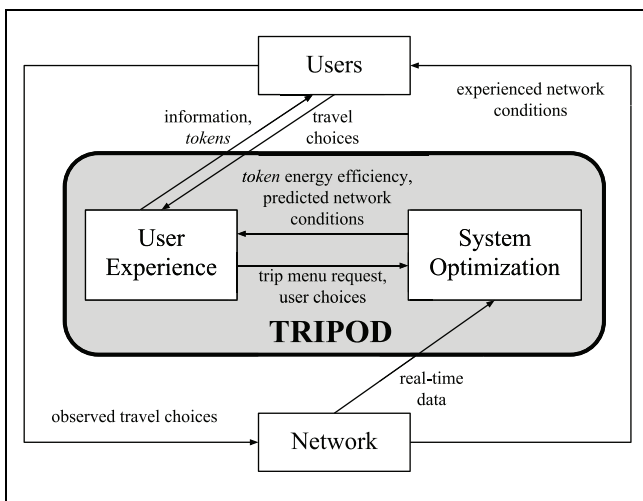 Users
experienced network
conditions
information,
tokens
travel
choices
token energy efficiency,
predicted network
conditions
User
Experience
System
Optimization
trip menu request,
user choices
TRIPOD
real-time
data
observed travel choices
Network